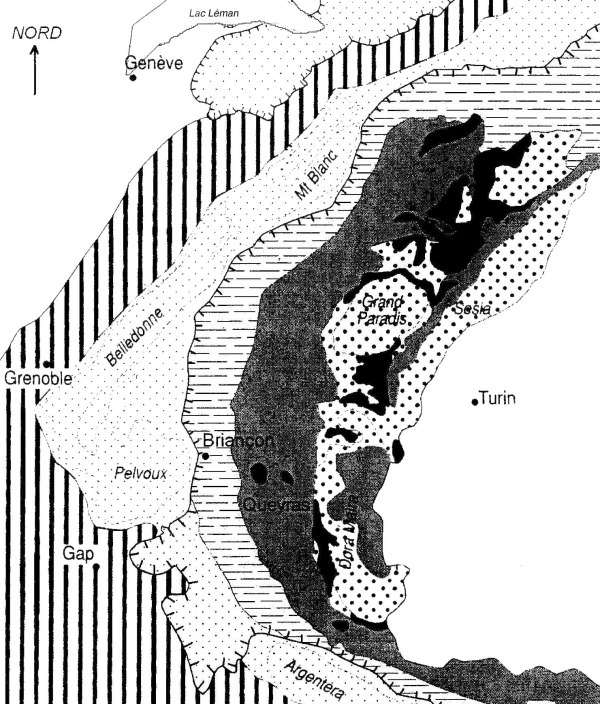 Lac Léman
NORD
Genève
Mt Blanc
Grand
Paradis
Sesia
Belledonne
Grenoble
Turin
Briançon
Pelvoux
Queyras
Dora Maira
Gap
Argentera